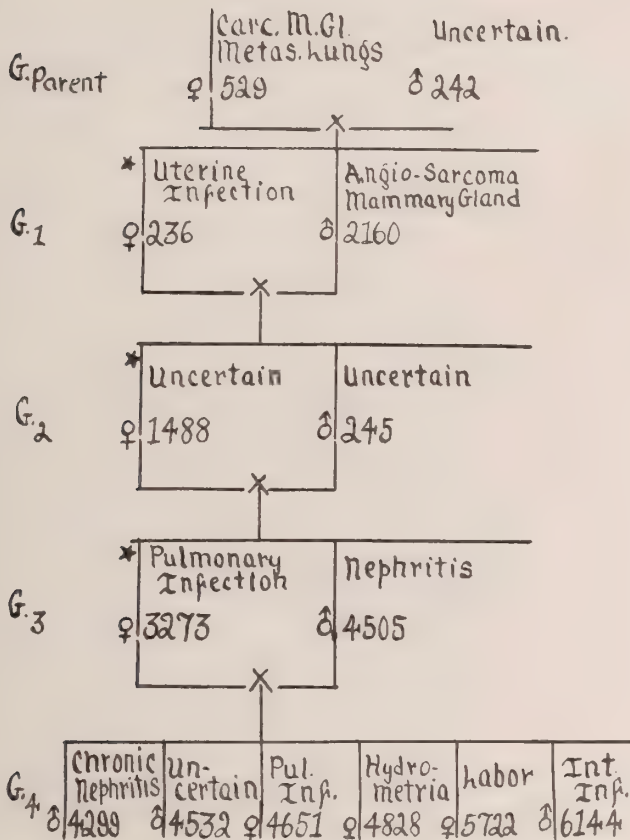 Carc. M.Gl.
Metas. Lungs
Uncertain.
G.Parent
♀ 529
♂ 242
×
* Uterine
Infection
Angio-Sarcoma
Mammary Gland
G.1
♀ 236
♂ 2160
×
* Uncertain
Uncertain
G.2
♀ 1488
♂ 245
×
* Pulmonary
Infection
Nephritis
G.3
♀ 3273
♂ 4505
×
Chronic
Nephritis
Un-
certain
Pul.
Inf.
Hydro-
metria
Labor
Int.
Inf.
G.4
♂ 4299
♂ 4532
♀ 4651
♀ 4828
♀ 5722
♂ 6144